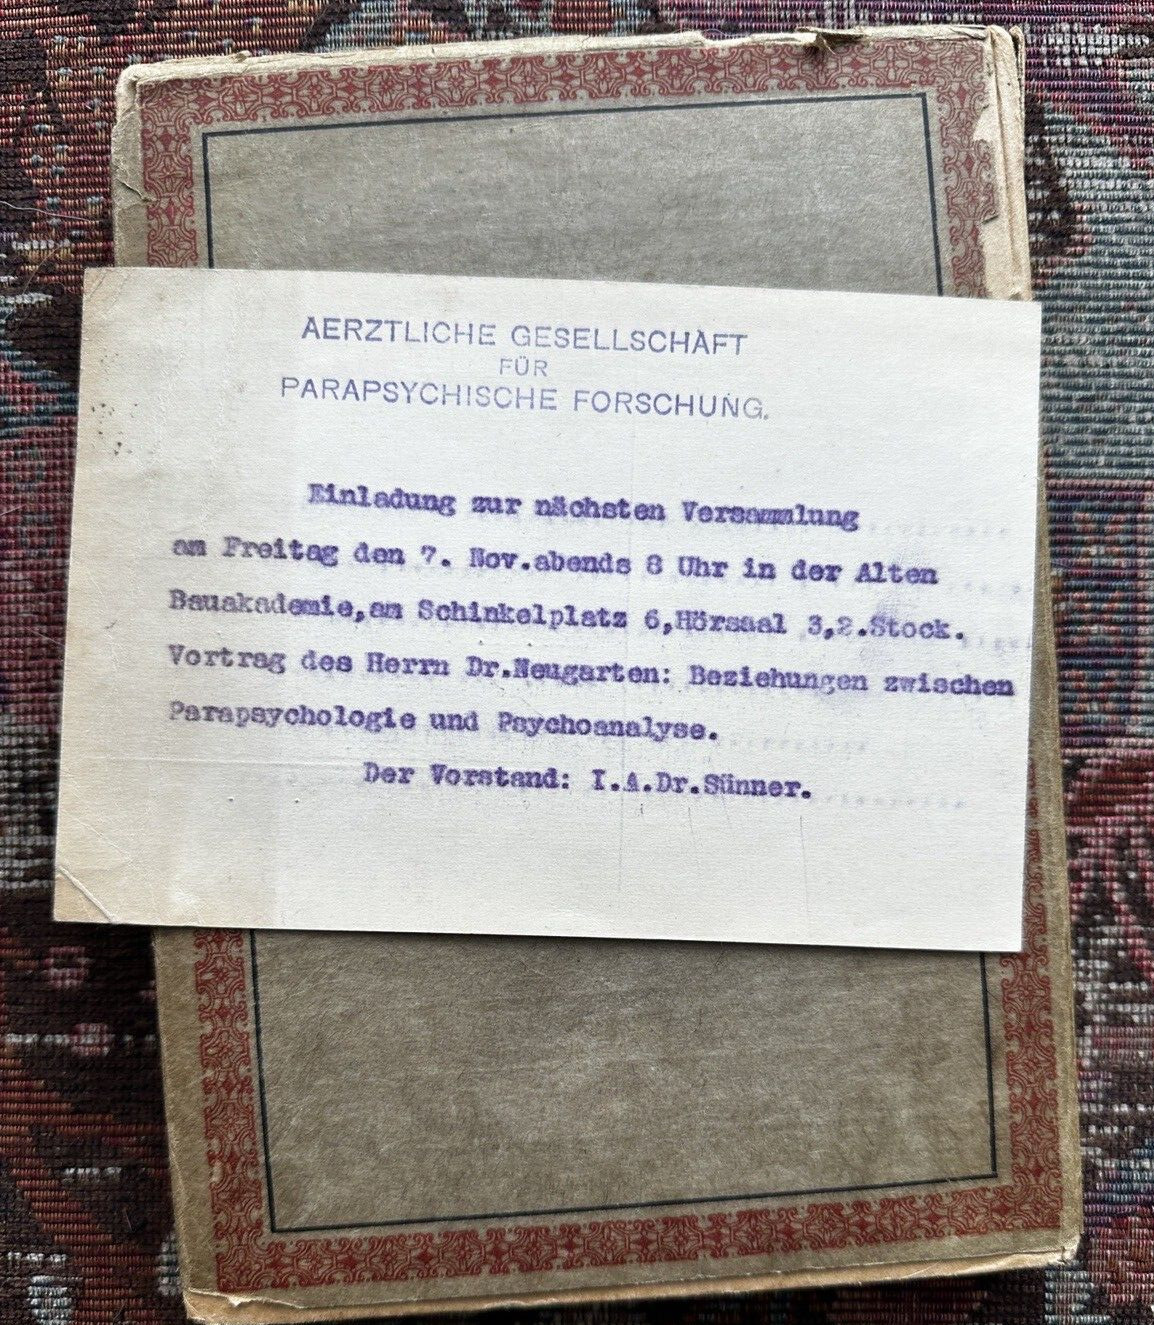 AERZTLICHE GESELLSCHAFT
FÜR
PARAPSYCHISCHE FORSCHUNG.
Einladung zur nächsten Versammlung
am Freitag den 7. Nov.abends 8 Uhr in der Alten
Bauakademie,am Schinkelplatz 6,Hörsaal 3,2.Stock.
Vortrag des Herrn Dr.Neugarten: Beziehungen zwischen
Parapsychologie und Psychoanalyse.
Der Vorstand: I.A.Dr.Sünner.